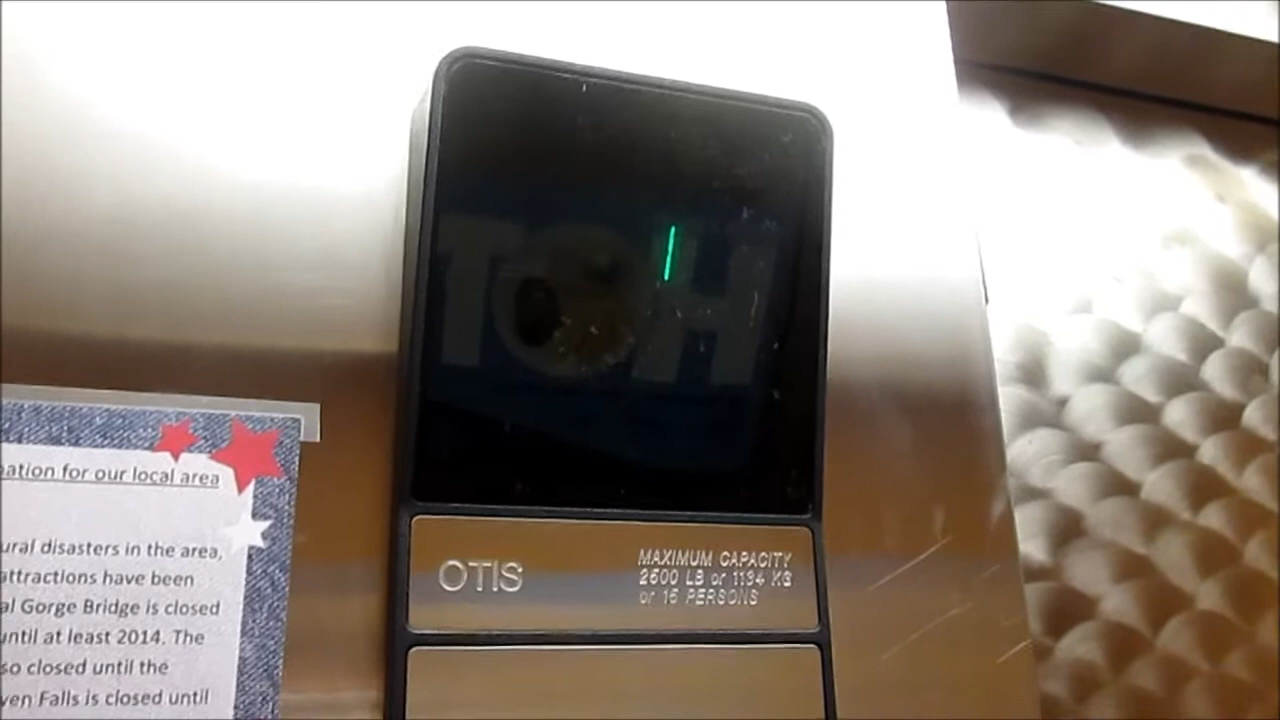 ation for our local area
ural disasters in the area,
attractions have been
al Gorge Bridge is closed
until at least 2014. The
so closed until the
ven Falls is closed until
OTIS
MAXIMUM CAPACITY
2500 LB or 1134 KG
or 15 PERSONS